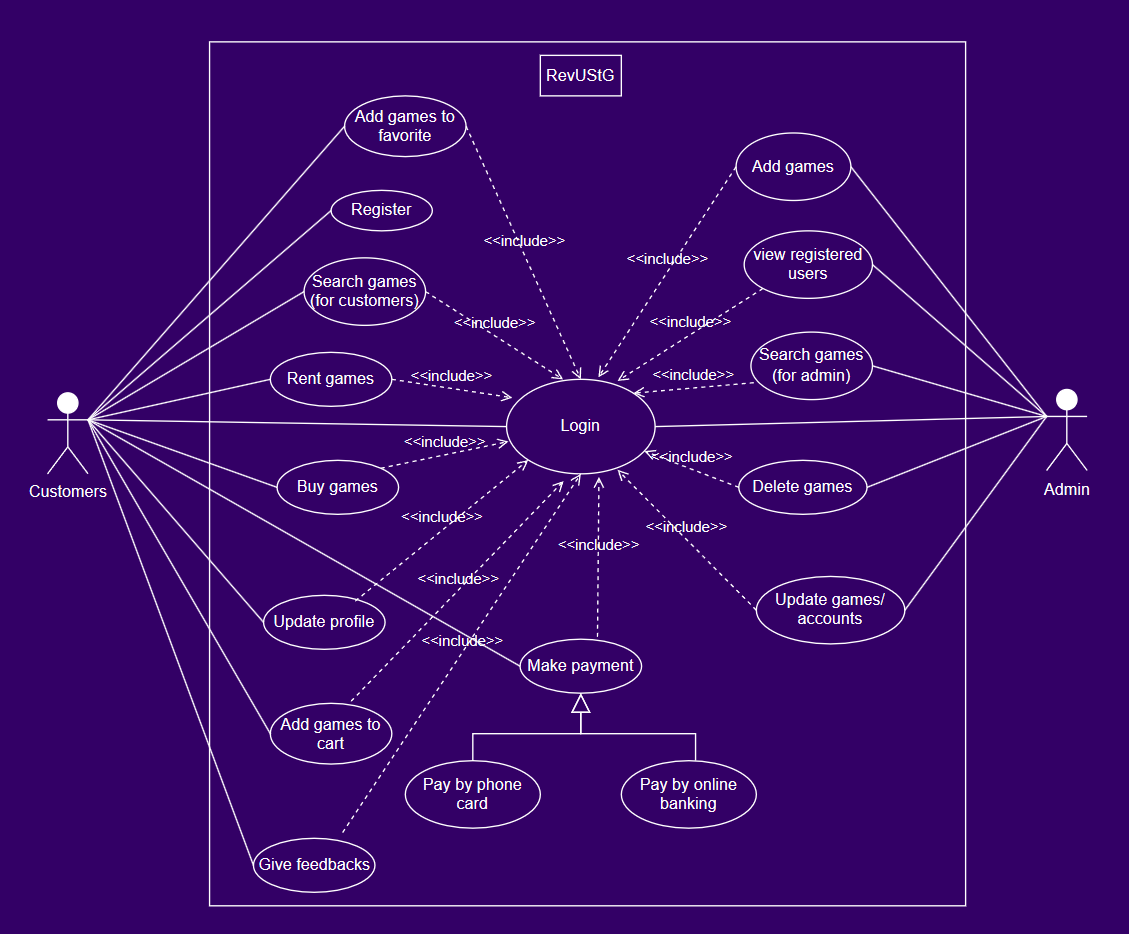 RevUStG
Add games to
favorite
Add games
Register
<<include>>
view registered
users
<<include>>
Search games
(for customers)
<<include>>
<<include>>
Search games
(for admin)
Rent games
<<include>>
<<include>>
Login
Customers
Admin
<<include>>
<<include>>
Buy games
Delete games
<<include>>
<<include>>
<<include>>
<<include>>
Update games/
accounts
Update profile
<<include>>
Make payment
Add games to
cart
Pay by phone
card
Pay by online
banking
Give feedbacks